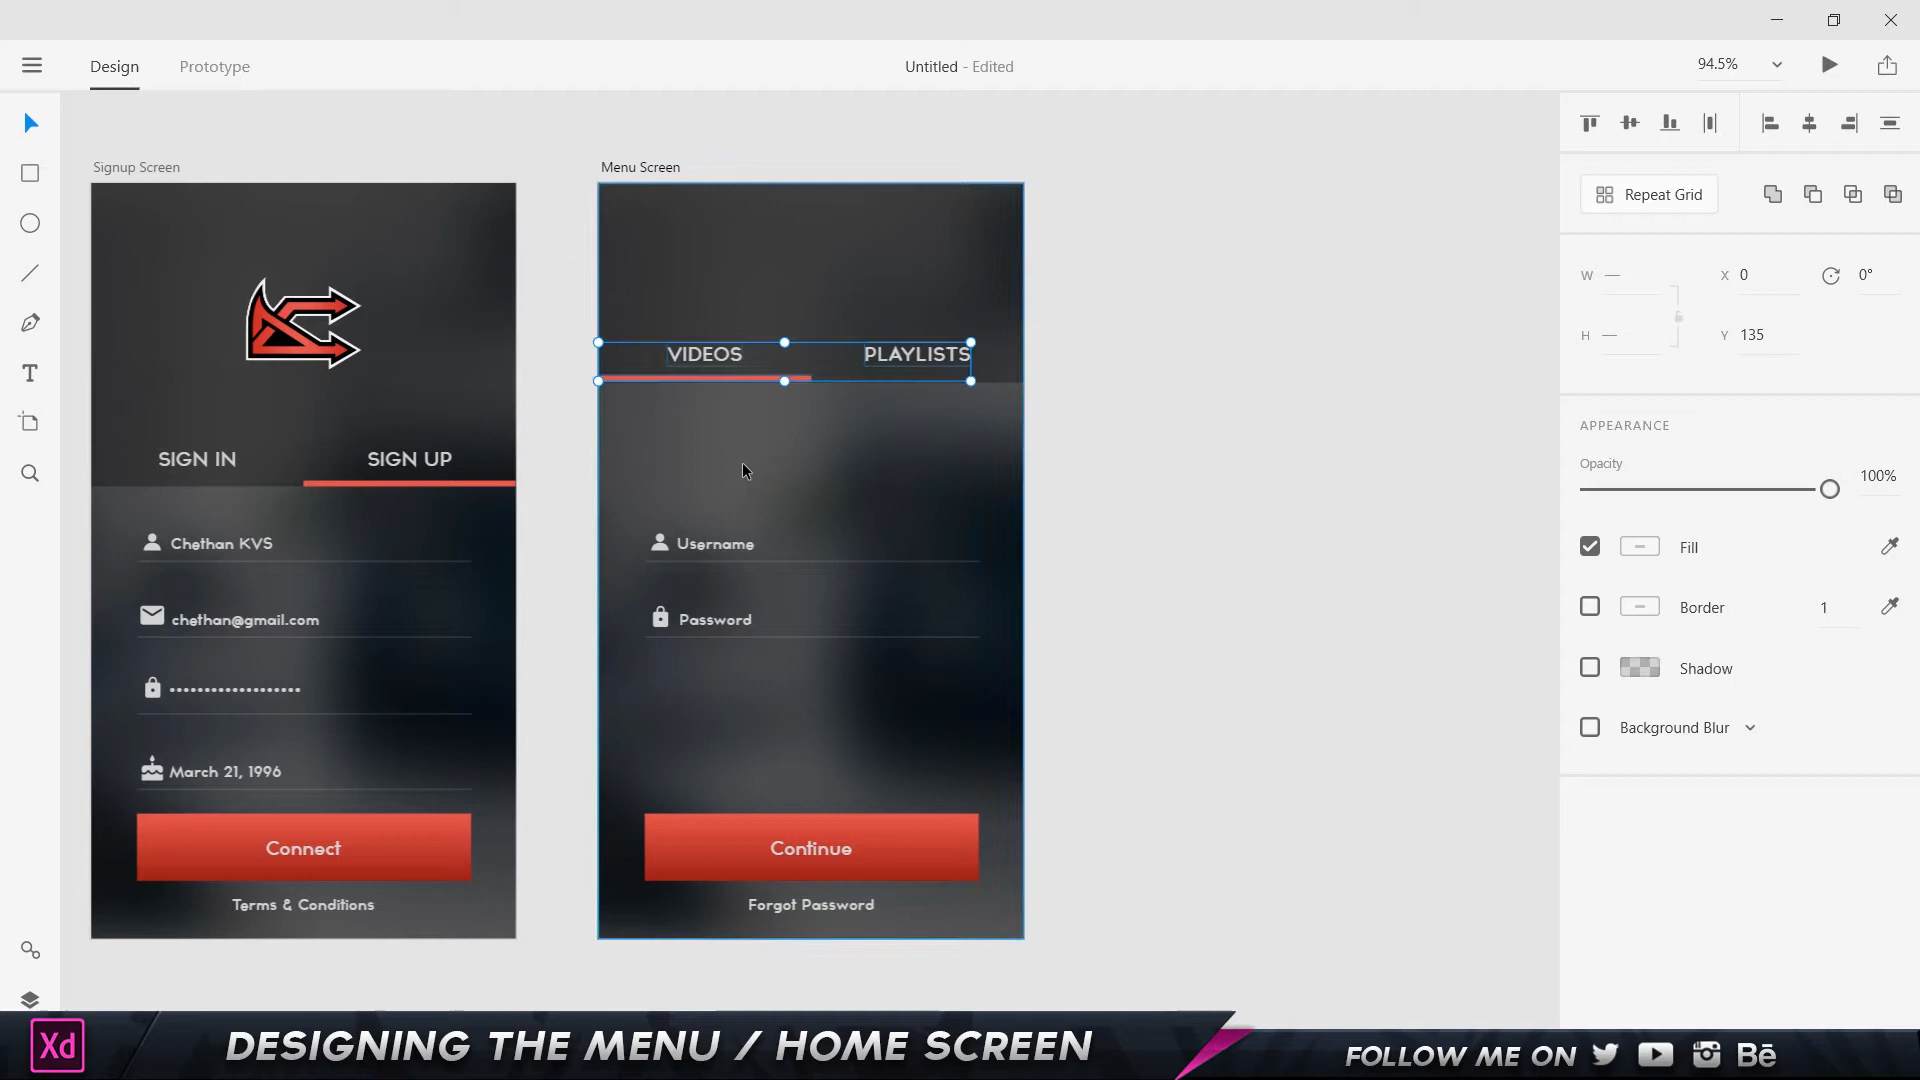 Design
Prototype
Untitled - Edited
94.5%
Signup Screen
SIGN IN
SIGN UP
Chethan KVS
chethan@gmail.com
••••••••••••••••••••
March 21, 1996
Connect
Terms & Conditions
Menu Screen
VIDEOS
PLAYLISTS
Username
Password
Continue
Forgot Password
Repeat Grid
W —
X 0
0°
H —
Y 135
APPEARANCE
Opacity
100%
Fill
Border
1
Shadow
Background Blur
Xd
DESIGNING THE MENU / HOME SCREEN
FOLLOW ME ON
Bē